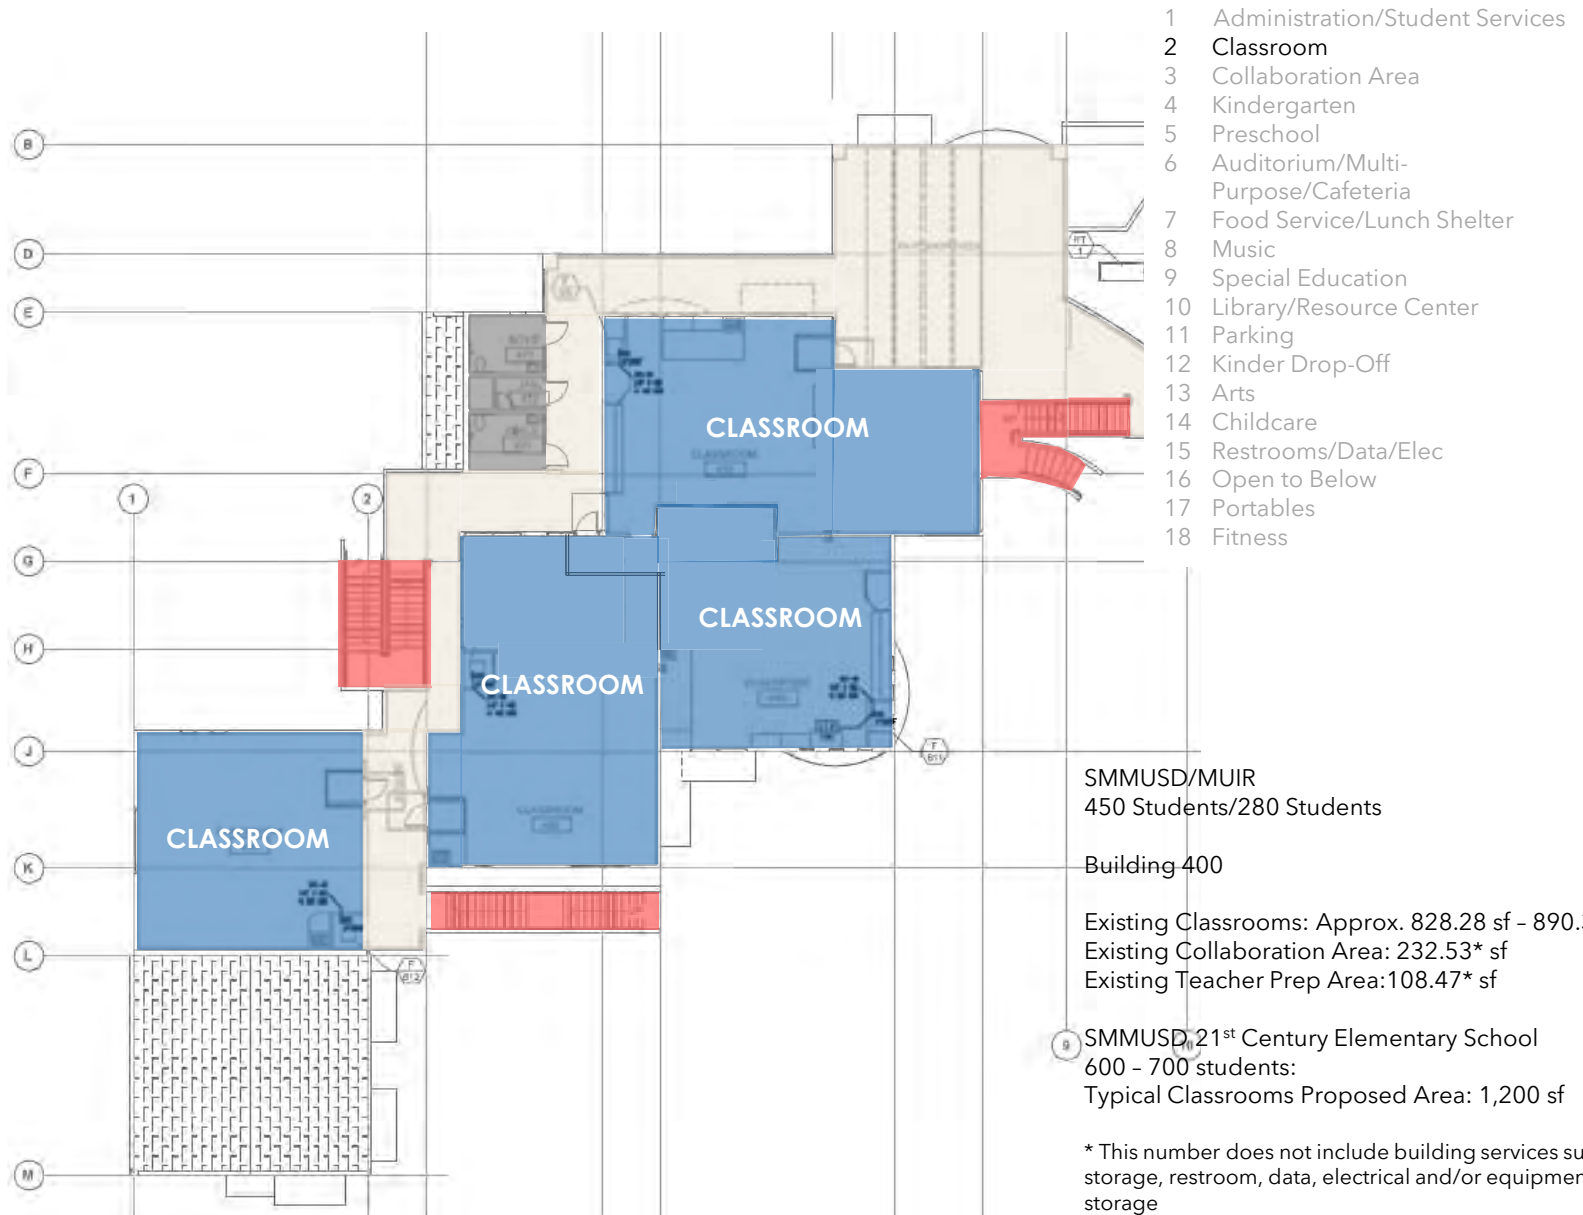 1 Administration/Student Services
2 Classroom
3 Collaboration Area
4 Kindergarten
5 Preschool
6 Auditorium/Multi-
Purpose/Cafeteria
7 Food Service/Lunch Shelter
8 Music
9 Special Education
10 Library/Resource Center
11 Parking
12 Kinder Drop-Off
13 Arts
14 Childcare
15 Restrooms/Data/Elec
16 Open to Below
17 Portables
18 Fitness
B
D
E
F
1
2
G
H
J
K
L
M
CLASSROOM
CLASSROOM
CLASSROOM
CLASSROOM
CLASSROOM
CLASSROOM
F
B11
F
B12
9
10
SMMUSD/MUIR
450 Students/280 Students
Building 400
Existing Classrooms: Approx. 828.28 sf – 890.
Existing Collaboration Area: 232.53* sf
Existing Teacher Prep Area:108.47* sf
SMMUSD 21st Century Elementary School
600 – 700 students:
Typical Classrooms Proposed Area: 1,200 sf
* This number does not include building services su
storage, restroom, data, electrical and/or equipmen
storage